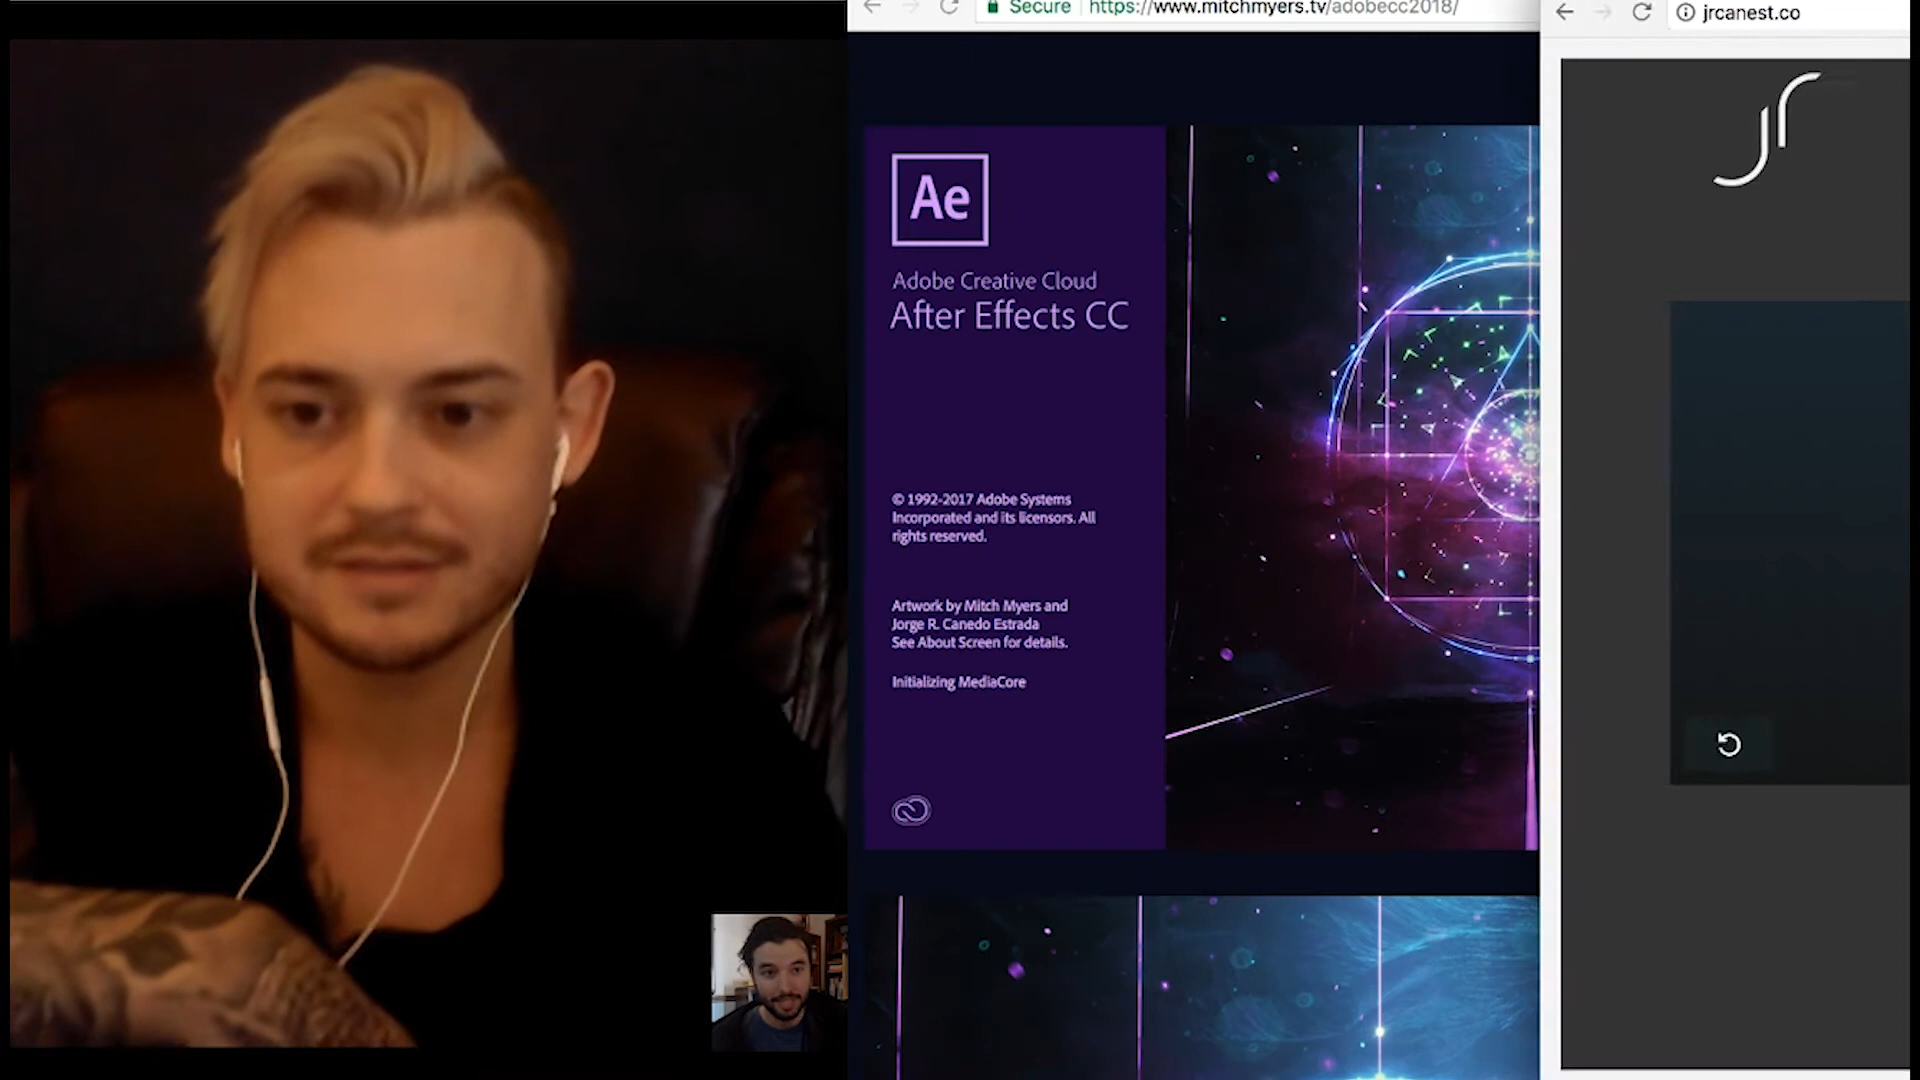 Secure https://www.mitchmyers.tv/adobecc2018/
jrcanest.co
Ae
Adobe Creative Cloud
After Effects CC
© 1992-2017 Adobe Systems
Incorporated and its licensors. All
rights reserved.
Artwork by Mitch Myers and
Jorge R. Canedo Estrada
See About Screen for details.
Initializing MediaCore